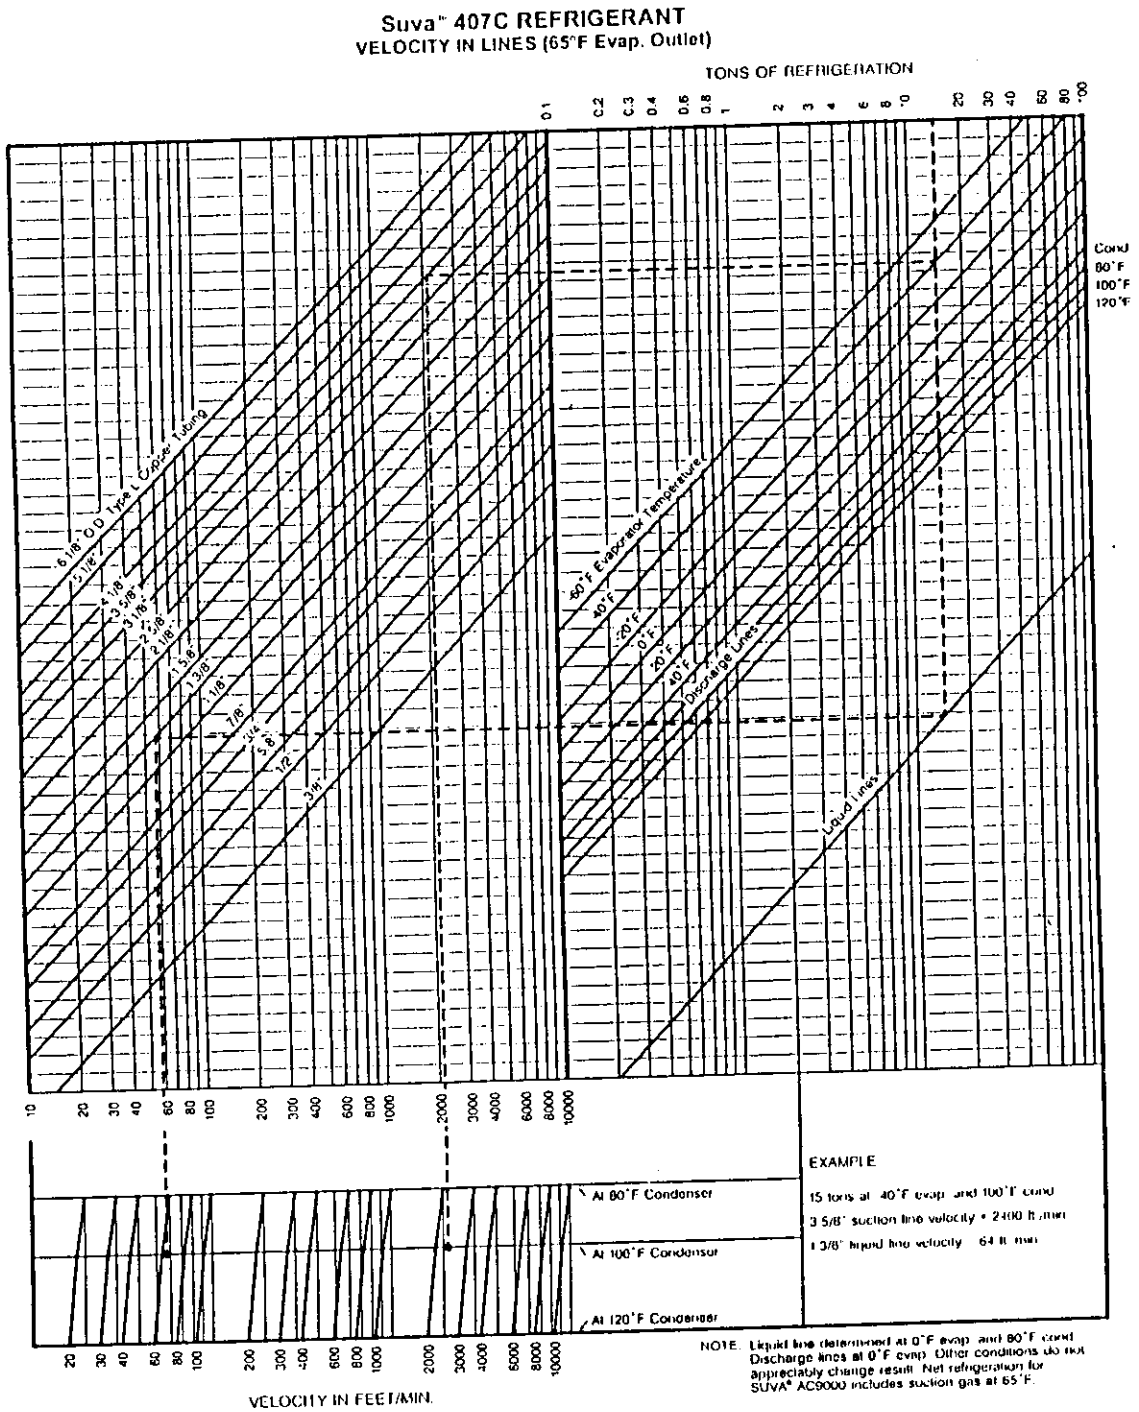 Suva™ 407C REFRIGERANT
VELOCITY IN LINES (65°F Evap. Outlet)
TONS OF REFRIGERATION
0.1 0.2 0.3 0.4 0.6 0.8 1 2 3 4 6 8 10 20 30 40 60 80 100
Cond
80°F
100°F
120°F
6 1/8" O D Type L Copper Tubing
5 1/8"
4 1/8"
3 5/8"
3 1/8"
2 5/8"
2 1/8"
1 5/8"
1 3/8"
1 1/8"
7/8"
3/4"
5/8"
1/2"
3/8"
-60°F Evaporator Temperature
40°F
-20°F
0°F
20°F
40°F
Discharge Lines
Liquid Lines
10 20 30 40 60 80 100 200 300 400 600 800 1000 2000 3000 4000 6000 8000 10000
At 80°F Condenser
At 100°F Condenser
At 120°F Condenser
20 30 40 60 80 100 200 300 400 600 800 1000 2000 3000 4000 6000 8000 10000
VELOCITY IN FEET/MIN.
EXAMPLE
15 tons at -40°F evap and 100°F cond
3 5/8" suction line velocity = 2400 ft/min
1 3/8" liquid line velocity 64 ft min
NOTE: Liquid line determined at 0°F evap and 80°F cond
Discharge lines at 0°F evap Other conditions do not
appreciably change result Net refrigeration for
SUVA® AC9000 includes suction gas at 65°F.